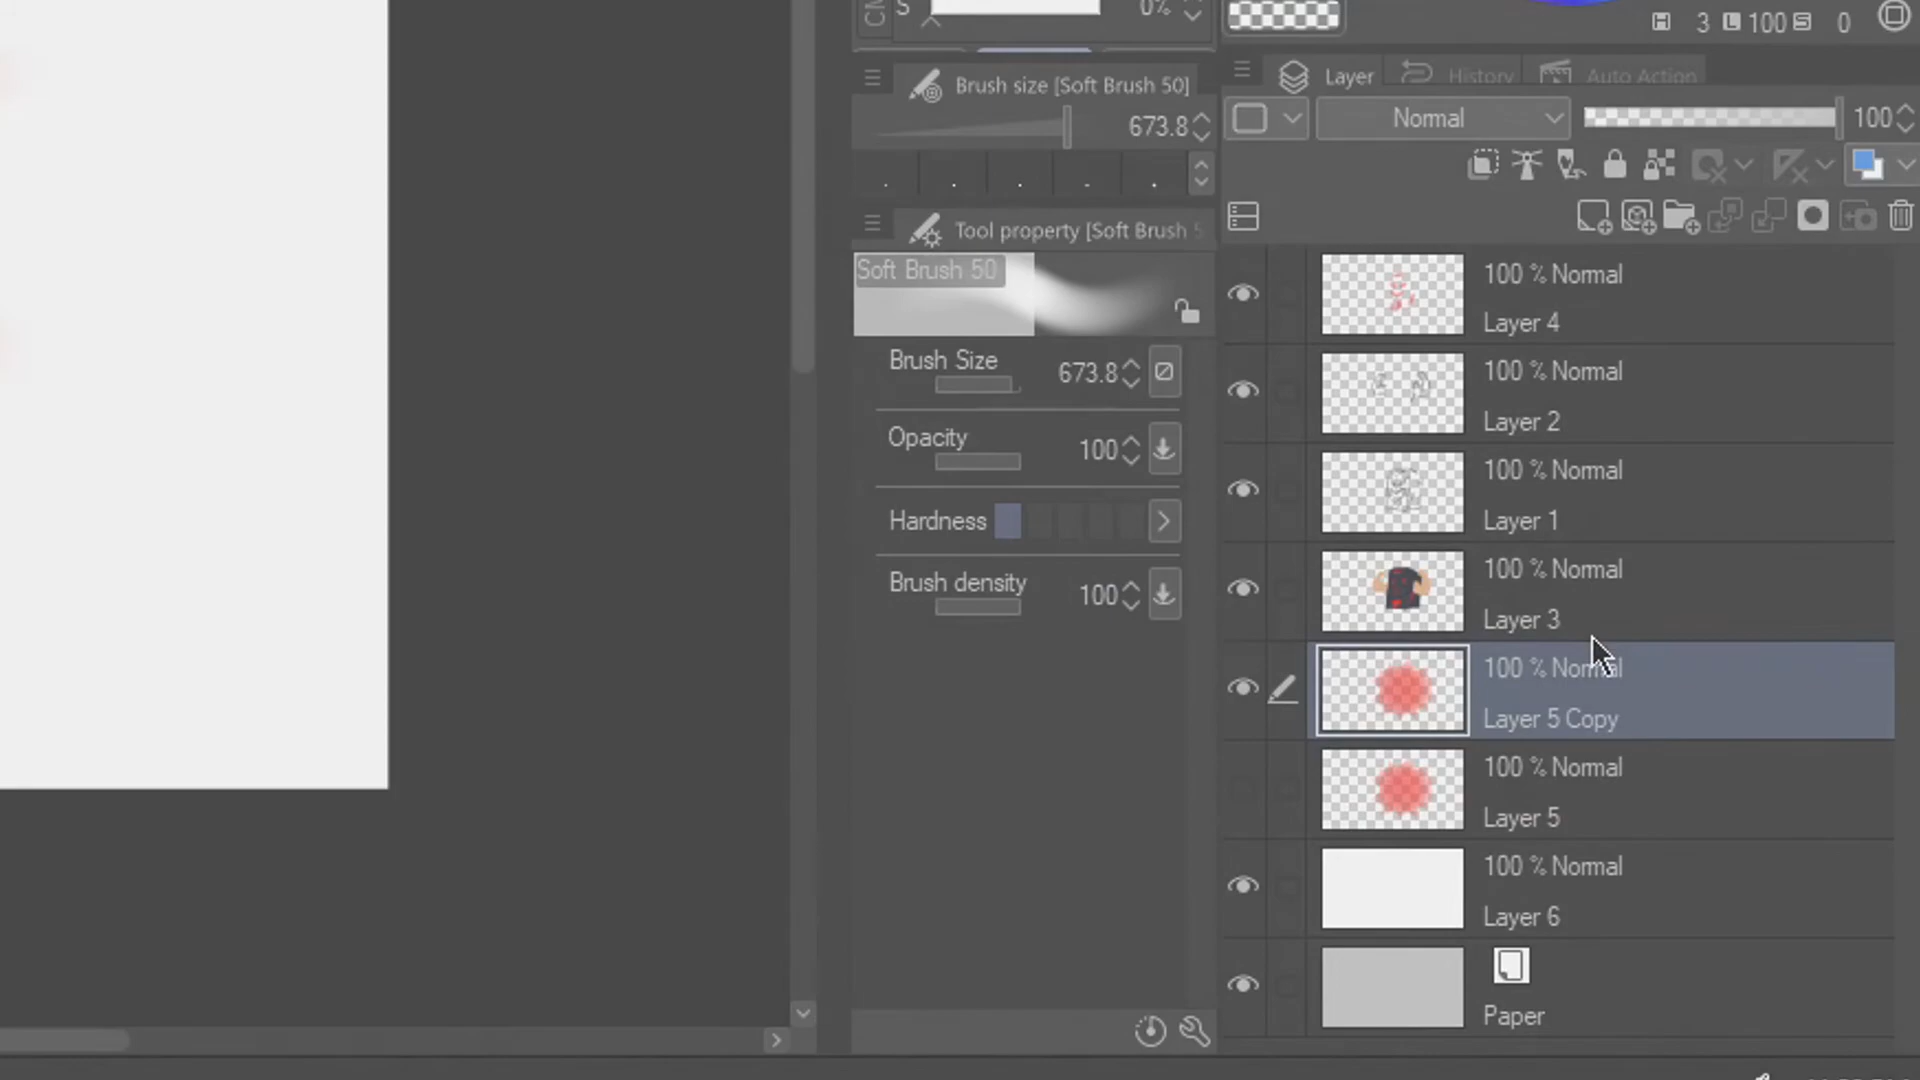 CM S 0%
H 3 L 100 S 0
Brush size [Soft Brush 50]
673.8
Tool property [Soft Brush 5
Soft Brush 50
Brush Size 673.8
Opacity 100
Hardness
Brush density 100
Layer History Auto Action
Normal 100
100 % Normal
Layer 4
100 % Normal
Layer 2
100 % Normal
Layer 1
100 % Normal
Layer 3
100 % Normal
Layer 5 Copy
100 % Normal
Layer 5
100 % Normal
Layer 6
Paper